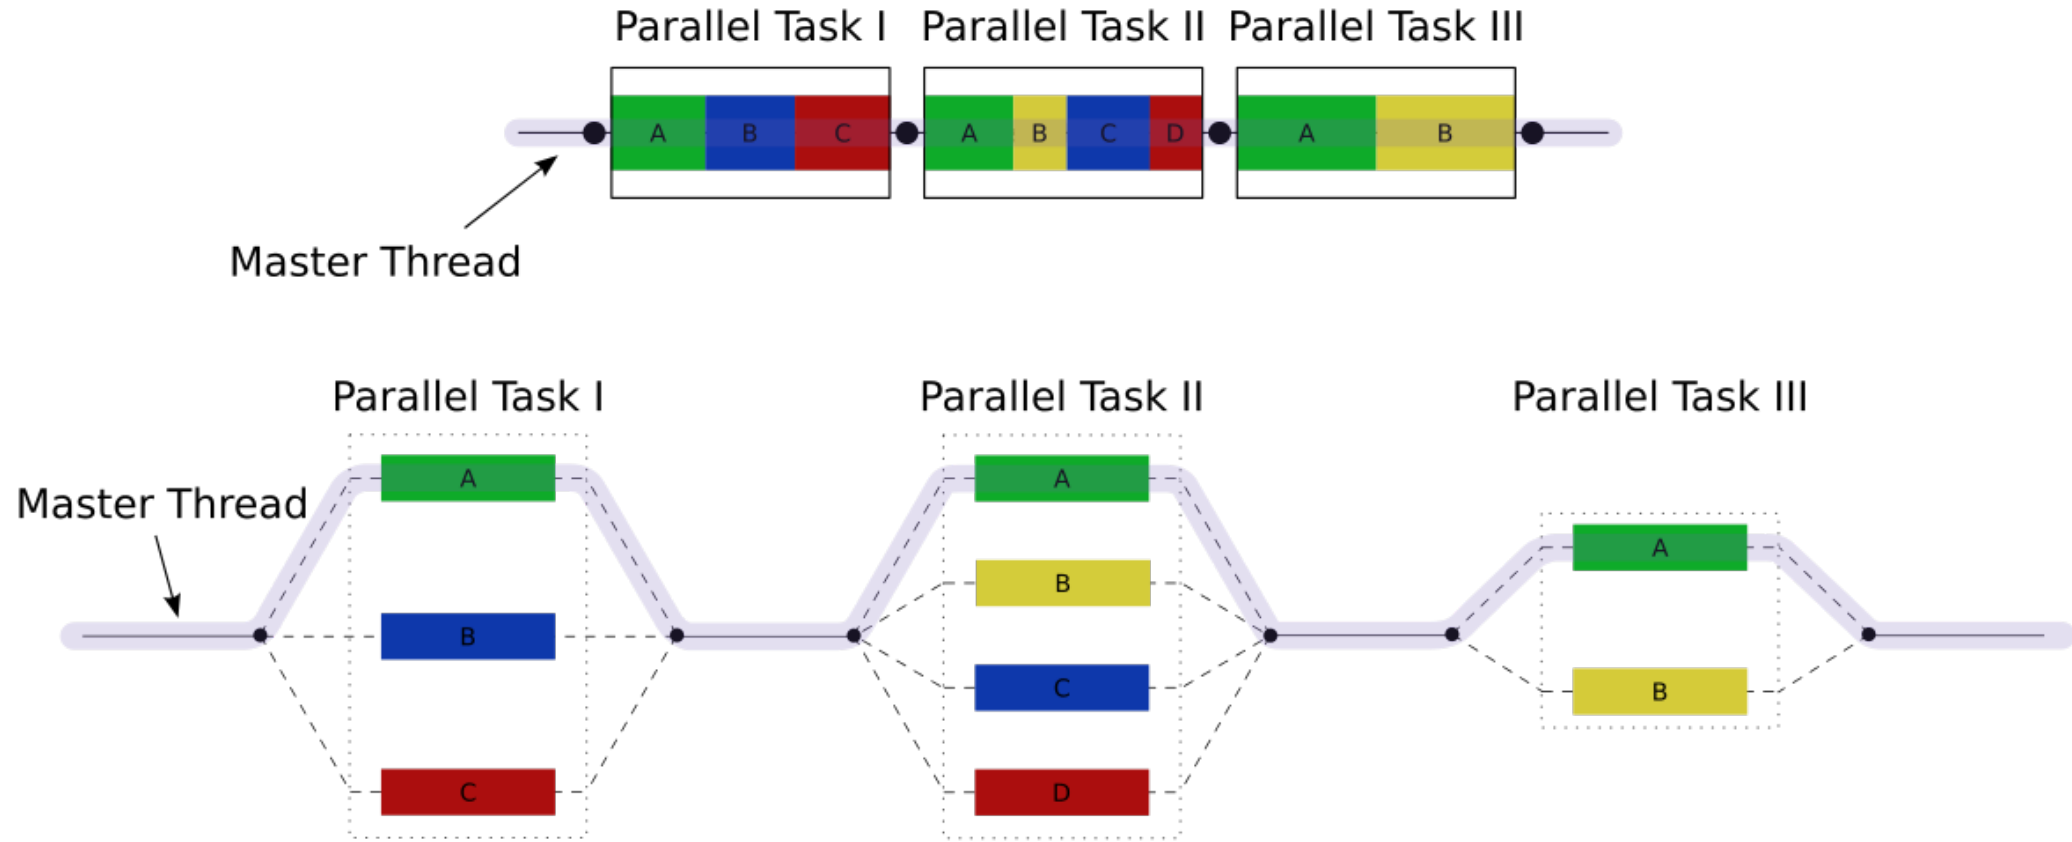 Parallel Task I Parallel Task II Parallel Task III
A B C A B C D A B
Master Thread
Parallel Task I Parallel Task II Parallel Task III
Master Thread
A A
A
B
B
C
B
C D